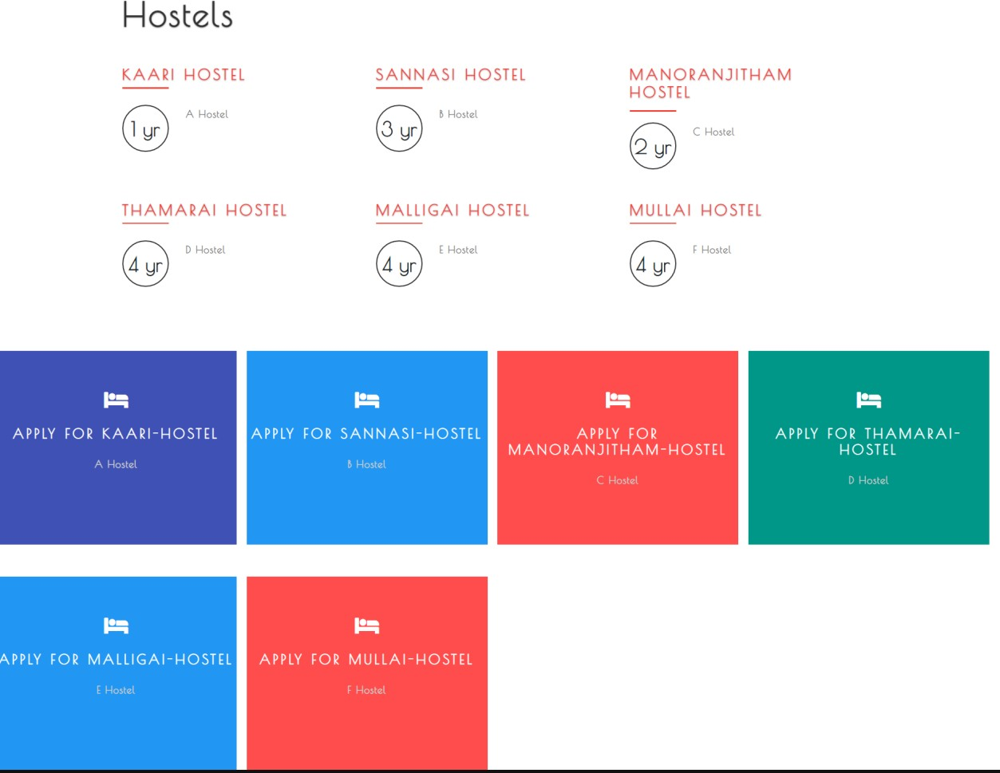 Hostels
KAARI HOSTEL
1 yr
A Hostel
SANNASI HOSTEL
3 yr
B Hostel
MANORANJITHAM
HOSTEL
2 yr
C Hostel
THAMARAI HOSTEL
4 yr
D Hostel
MALLIGAI HOSTEL
4 yr
E Hostel
MULLAI HOSTEL
4 yr
F Hostel
APPLY FOR KAARI-HOSTEL
A Hostel
APPLY FOR SANNASI-HOSTEL
B Hostel
APPLY FOR
MANORANJITHAM-HOSTEL
C Hostel
APPLY FOR THAMARAI-
HOSTEL
D Hostel
APPLY FOR MALLIGAI-HOSTEL
E Hostel
APPLY FOR MULLAI-HOSTEL
F Hostel